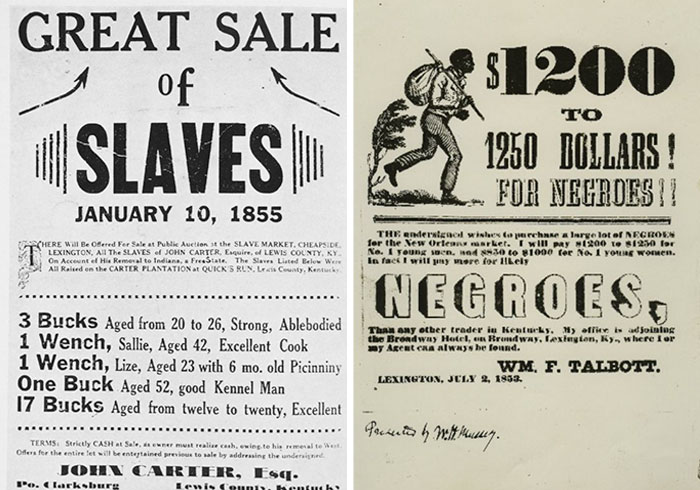 GREAT SALE
of
SLAVES
JANUARY 10, 1855
THERE Will Be Offered For Sale at Public Auction at the SLAVE MARKET, CHEAPSIDE,
LEXINGTON, All The SLAVES of JOHN CARTER, Esquire, of LEWIS COUNTY, KY.,
On Account of His Removal to Indiana, a Free State. The Slaves Listed Below Were
All Raised on the CARTER PLANTATION at QUICK'S RUN, Lewis County, Kentucky.
3 Bucks Aged from 20 to 26, Strong, Ablebodied
1 Wench, Sallie, Aged 42, Excellent Cook
1 Wench, Lize, Aged 23 with 6 mo. old Picinniny
One Buck Aged 52, good Kennel Man
17 Bucks Aged from twelve to twenty, Excellent
TERMS: Strictly CASH at Sale, as owner must realize cash, owing to his removal to West.
Offers for the entire lot will be entertained previous to sale by addressing the undersigned.
JOHN CARTER, Esq.
Po. Clarksburg Lewis County, Kentucky
$1200
TO
1250 DOLLARS!
FOR NEGROES!!
THE undersigned wishes to purchase a large lot of NEGROES
for the New Orleans market. I will pay $1200 to $1250 for
No. 1 young men, and $850 to $1000 for No. 1 young women.
In fact I will pay more for likely
NEGROES,
Than any other trader in Kentucky. My office is adjoining
the Broadway Hotel, on Broadway, Lexington, Ky., where I or
my Agent can always be found.
WM. F. TALBOTT.
LEXINGTON, JULY 2, 1853.
Presented by W.H. Mussey.